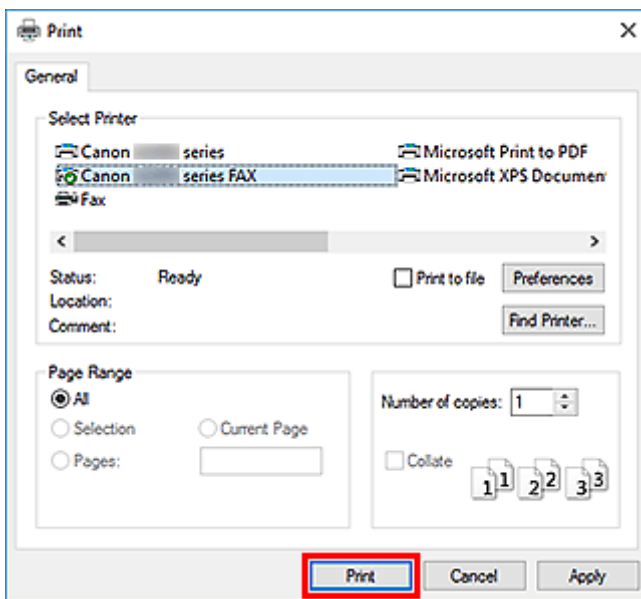 Print
General
Select Printer
Canon series
Microsoft Print to PDF
Canon series FAX
Microsoft XPS Documen
Fax
Status: Ready
Print to file
Preferences
Location:
Comment:
Find Printer...
Page Range
All
Number of copies: 1
Selection
Current Page
Pages:
Collate
1 1 2 2 3 3
Print
Cancel
Apply